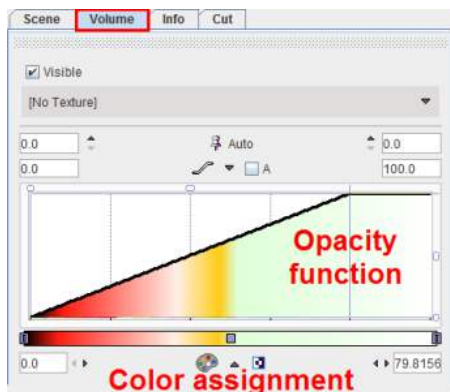 Scene Volume Info Cut
Visible
[No Texture]
0.0 Auto 0.0
0.0 A 100.0
Opacity
function
0.0 79.8156
Color assignment